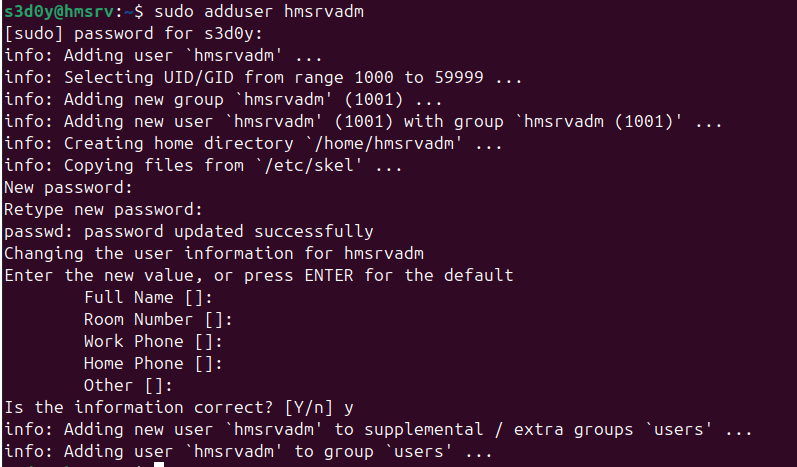 s3d0y@hmsrv:~$ sudo adduser hmsrvadm
[sudo] password for s3d0y:
info: Adding user `hmsrvadm' ...
info: Selecting UID/GID from range 1000 to 59999 ...
info: Adding new group `hmsrvadm' (1001) ...
info: Adding new user `hmsrvadm' (1001) with group `hmsrvadm (1001)' ...
info: Creating home directory `/home/hmsrvadm' ...
info: Copying files from `/etc/skel' ...
New password:
Retype new password:
passwd: password updated successfully
Changing the user information for hmsrvadm
Enter the new value, or press ENTER for the default
        Full Name []:
        Room Number []:
        Work Phone []:
        Home Phone []:
        Other []:
Is the information correct? [Y/n] y
info: Adding new user `hmsrvadm' to supplemental / extra groups `users' ...
info: Adding user `hmsrvadm' to group `users' ...